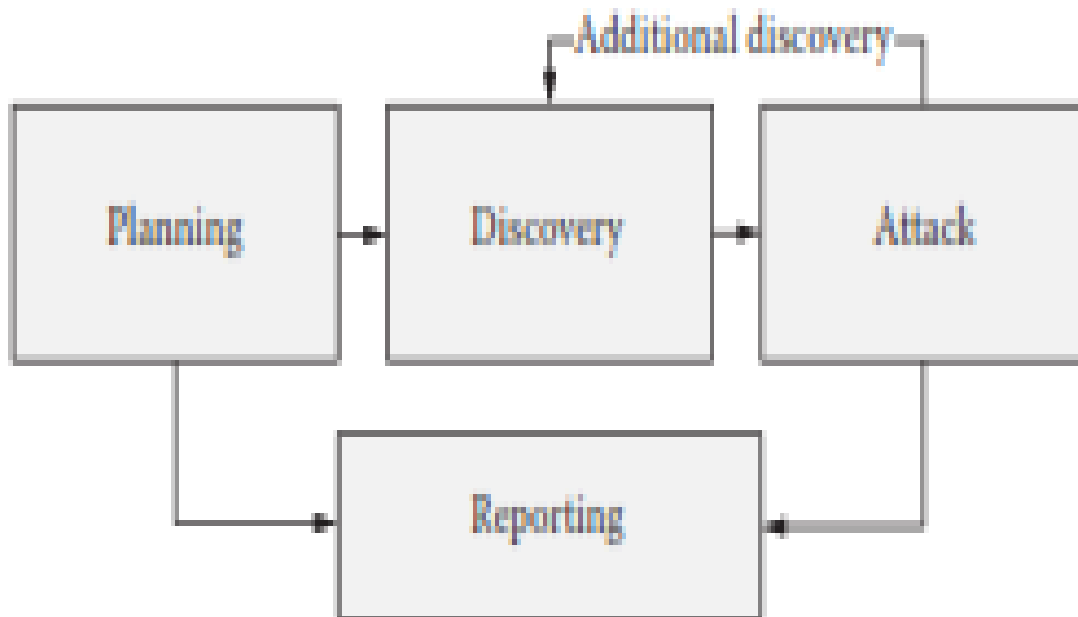 Additional discovery
Planning
Discovery
Attack
Reporting